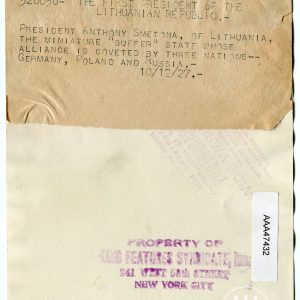 THE FIRST PRESIDENT OF THE
LITHUANIAN REPUBLIC.-
PRESIDENT ANTHONY SMETONA, OF LITHUANIA,
THE MINIATURE "BUFFER" STATE WHOSE
ALLIANCE IS COVETED BY THREE NATIONS--
GERMANY, POLAND AND RUSSIA.-
10/12/27.-
AAA47432
PROPERTY OF
KING FEATURES SYNDICATE, INC.
241 WEST 58th STREET
NEW YORK CITY